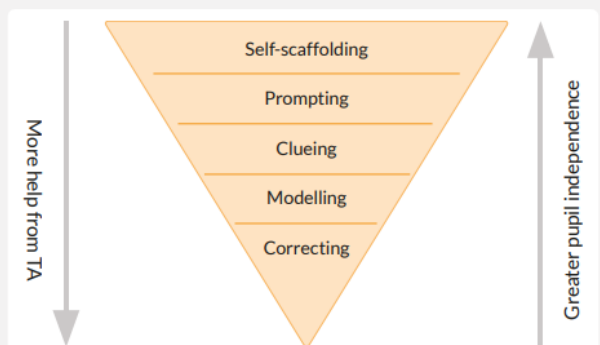 Self-scaffolding
Prompting
Clueing
Modelling
Correcting
More help from TA
Greater pupil independence